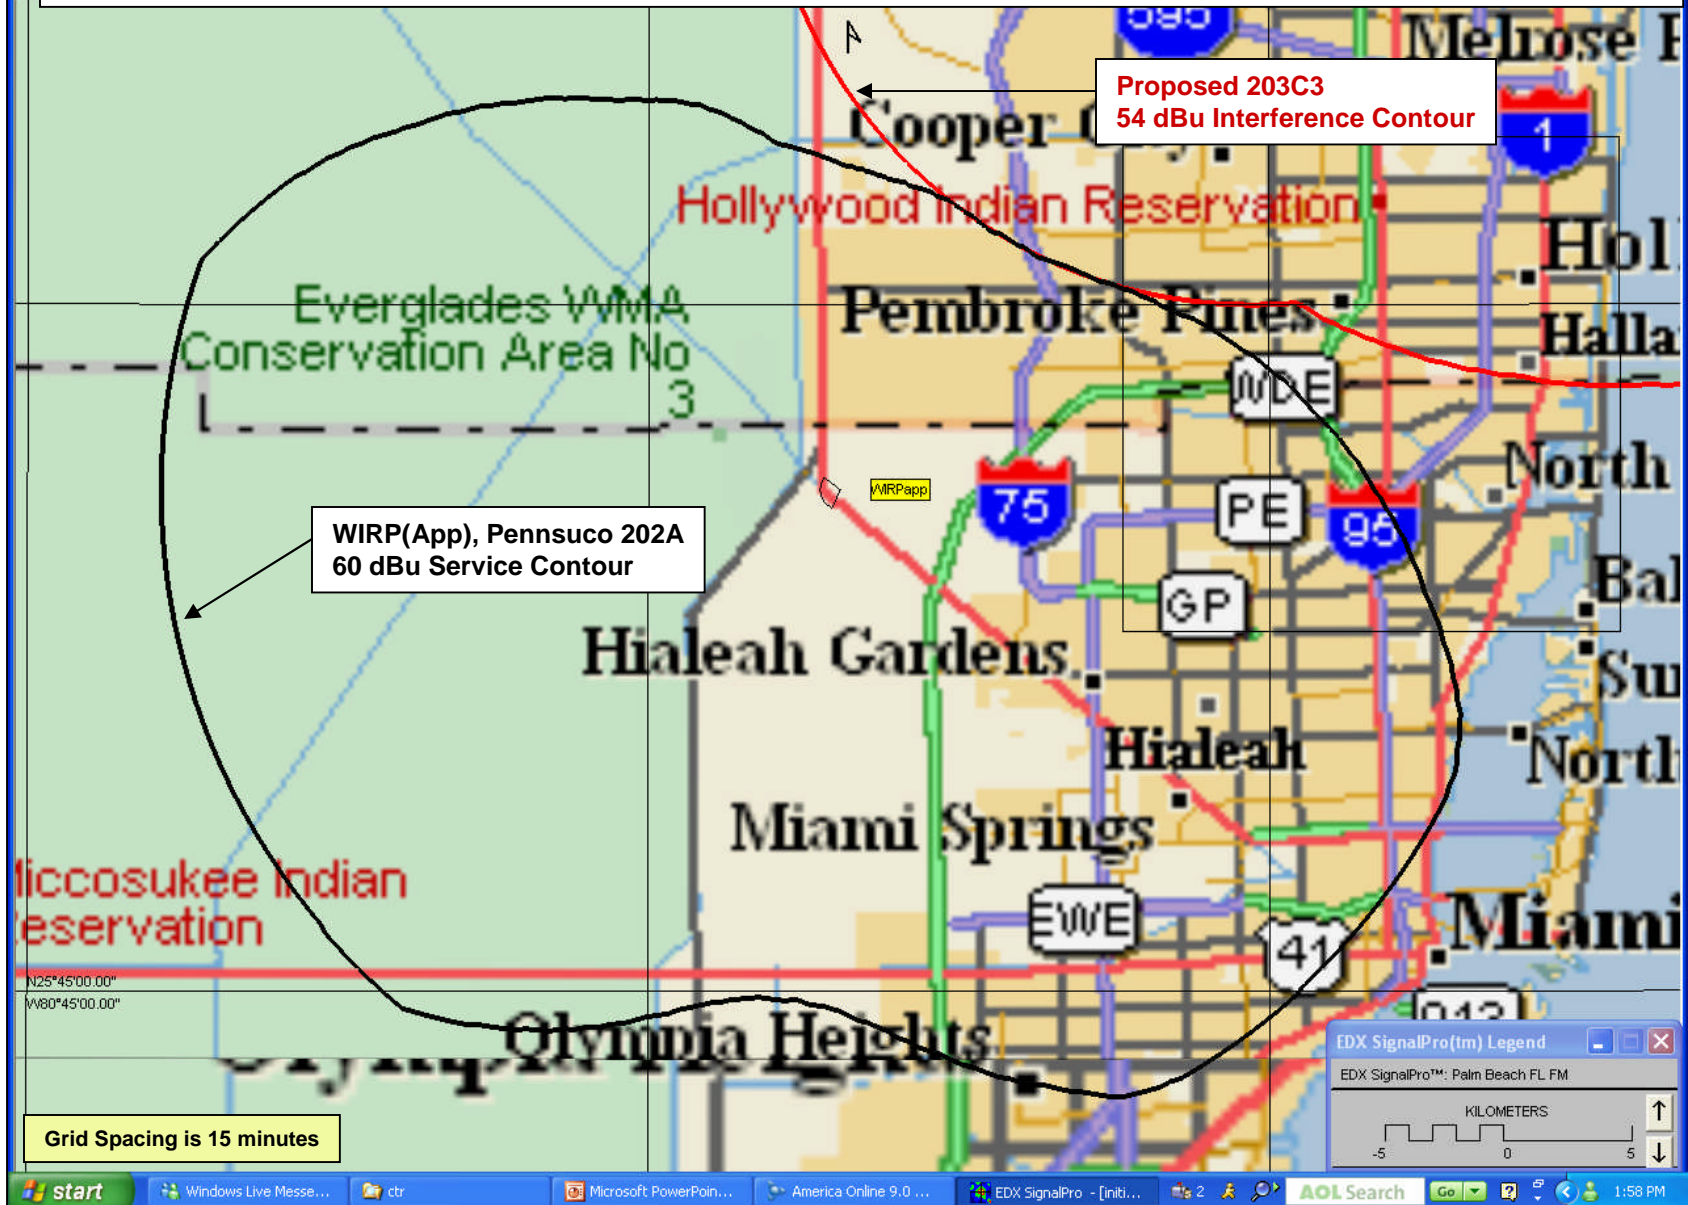 595
Melrose P
Proposed 203C3
54 dBu Interference Contour
Cooper C
y
1
Hollywood Indian Reservation
Hol
Everglades WMA
Conservation Area No
3
Pembroke Pines
Halla
WDE
North
WIRPapp
75
PE
95
WIRP(App), Pennsuco 202A
60 dBu Service Contour
GP
Bal
Hialeah Gardens
Su
Hialeah
North
Miami Springs
liccosukee Indian
eservation
EWE
41
Miami
N25°45'00.00"
W80°45'00.00"
913
Olympia Heights
EDX SignalPro(tm) Legend
EDX SignalPro™: Palm Beach FL FM
KILOMETERS
-5 0 5
Grid Spacing is 15 minutes
start
Windows Live Messe...
ctr
Microsoft PowerPoin...
America Online 9.0 ...
EDX SignalPro - [initi...
2
AOL Search
Go
1:58 PM